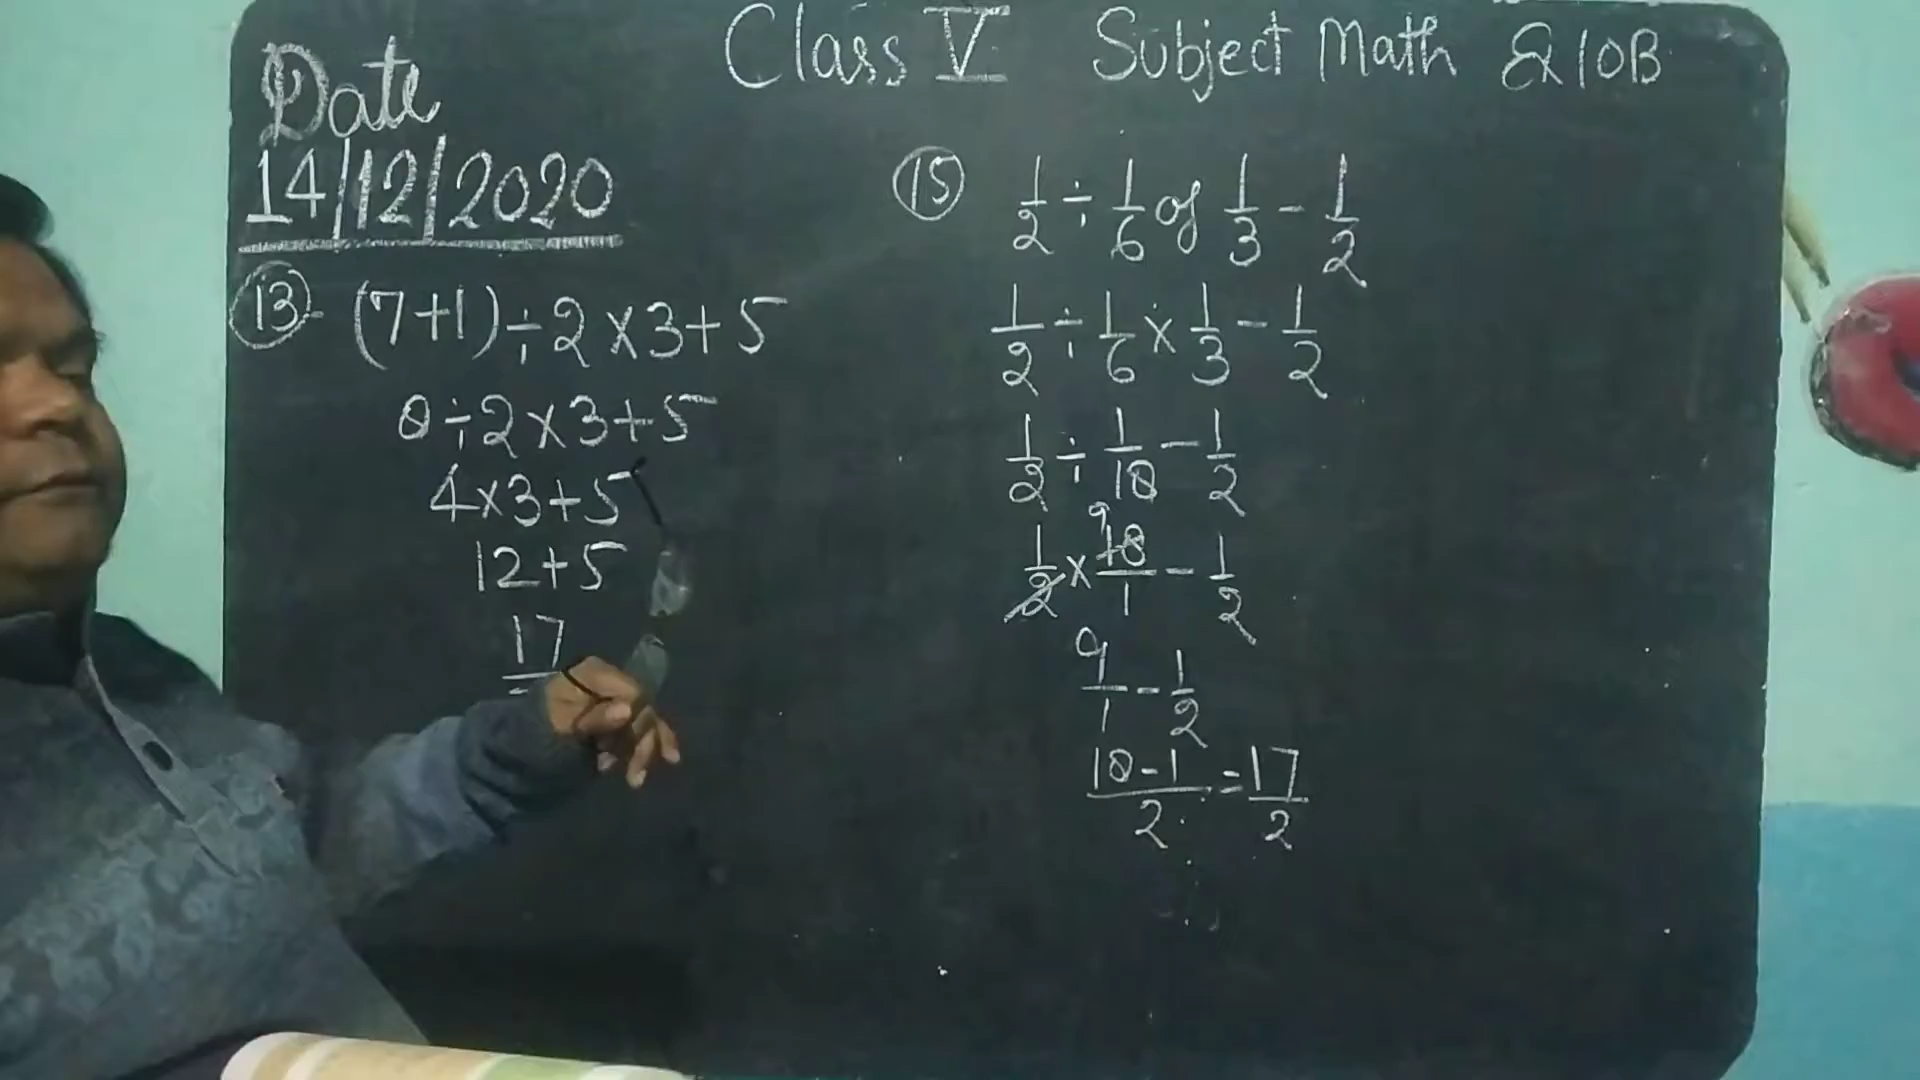 Class V Subject Math Ex 10B
Date
14/12/2020
13 (7+1)÷2×3+5
8÷2×3+5
4×3+5
12+5
17
15 1/2 ÷ 1/6 of 1/3 - 1/2
1/2 ÷ 1/6 × 1/3 - 1/2
1/2 ÷ 1/18 - 1/2
9
1/2 × 18/1 - 1/2
9/1 - 1/2
18-1/2 = 17/2